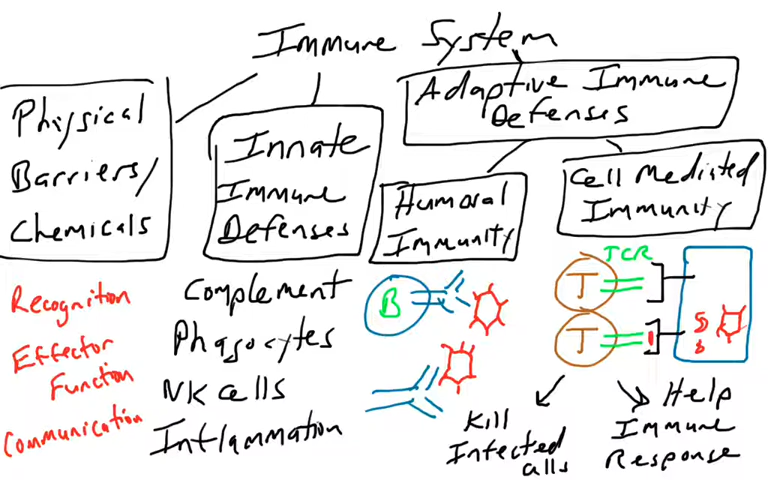 Immune System
Physical
Barriers/
Chemicals
Innate
Immune
Defenses
Adaptive Immune
Defenses
Humoral
Immunity
Cell Mediated
Immunity
Recognition
Effector
Function
Communication
Complement
Phagocytes
NK cells
Inflammation
B
TCR
T
T
Kill
Infected
Cells
Help
Immune
Response